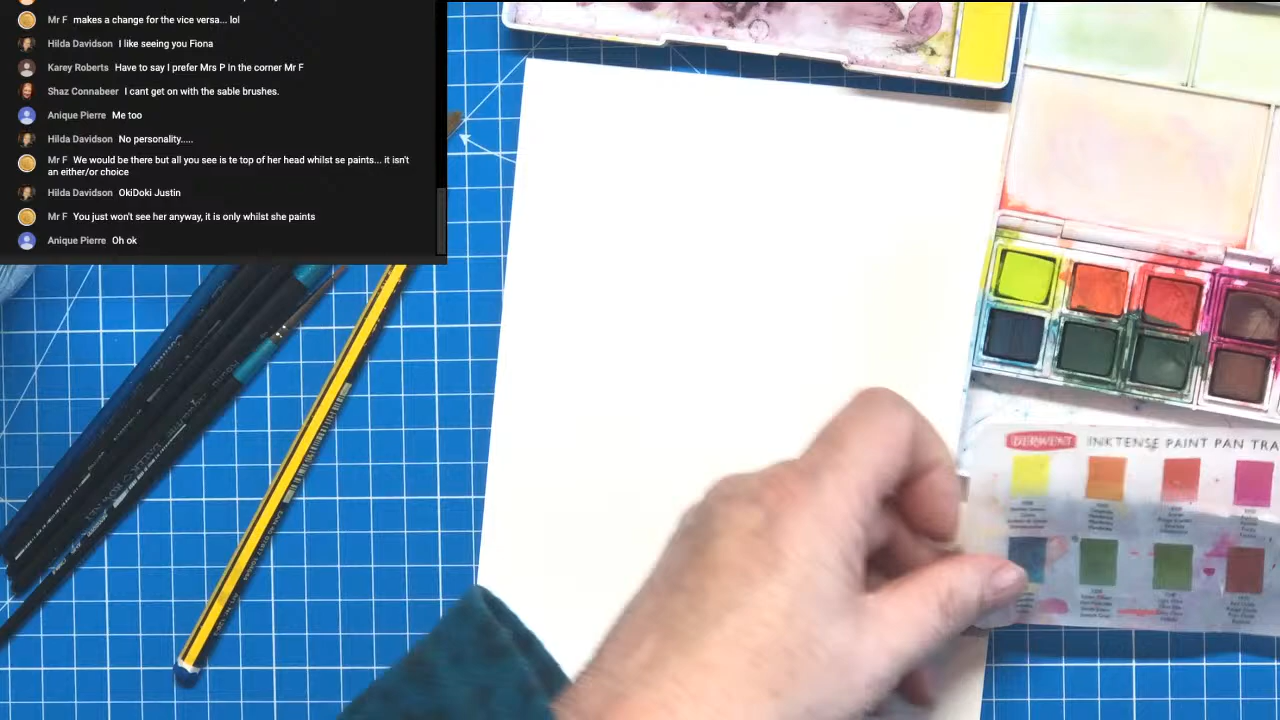 Mr F makes a change for the vice versa... lol
Hilda Davidson I like seeing you Fiona
Karey Roberts Have to say I prefer Mrs P In the corner Mr F
Shaz Connabeer I cant get on with the sable brushes.
Anique Pierre Me too
Hilda Davidson No personality.....
Mr F We would be there but all you see is te top of her head whilst se paints... it isn't
an either/or choice
Hilda Davidson OkiDoki Justin
Mr F You just won't see her anyway, it is only whilst she paints
Anique Pierre Oh ok
DERWENT INKTENSE PAINT PAN TRA